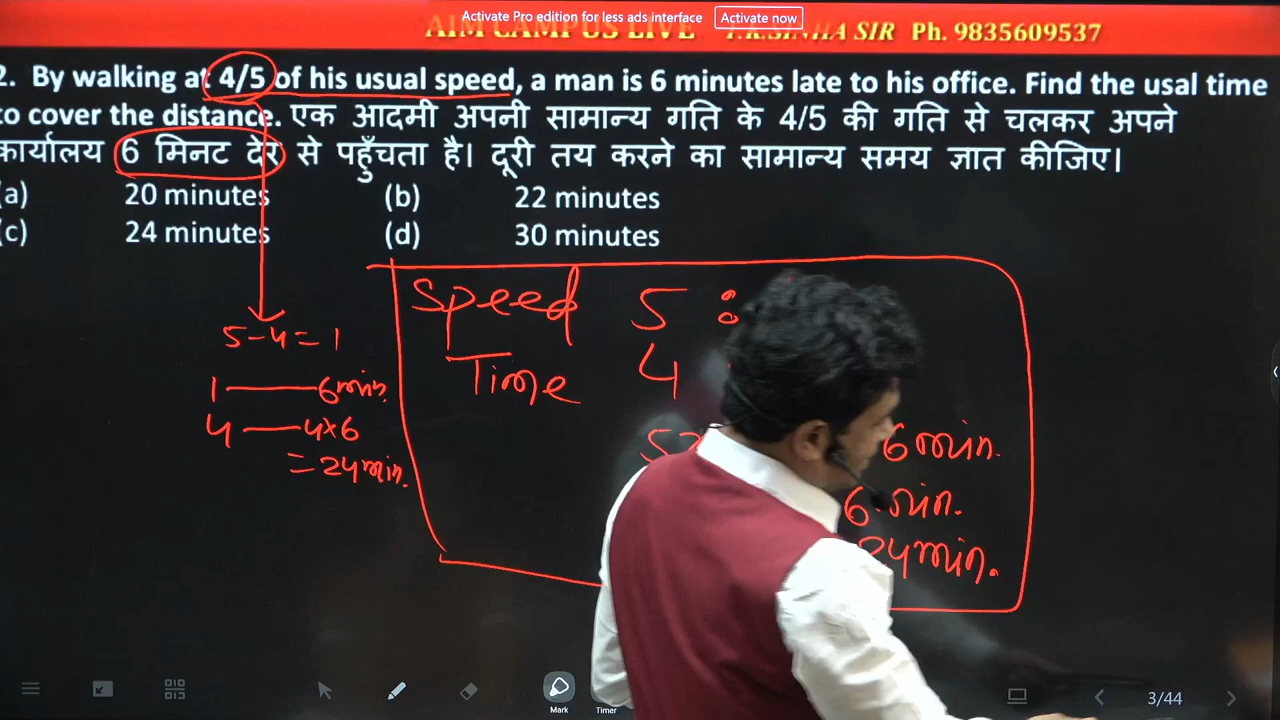 Activate Pro edition for less ads interface Activate now
AIM CAMPUS LIVE T.K.SINHA SIR Ph. 9835609537
2. By walking at 4/5 of his usual speed, a man is 6 minutes late to his office. Find the usal time
to cover the distance. एक आदमी अपनी सामान्य गति के 4/5 की गति से चलकर अपने
कार्यालय 6 मिनट देर से पहुँचता है। दूरी तय करने का सामान्य समय ज्ञात कीजिए।
(a) 20 minutes (b) 22 minutes
(c) 24 minutes (d) 30 minutes
Speed 5 :
Time 4
5-4=1
1 — 6min.
4 — 4×6
=24min.
6min.
6 min.
24min.
Mark
Timer
3/44